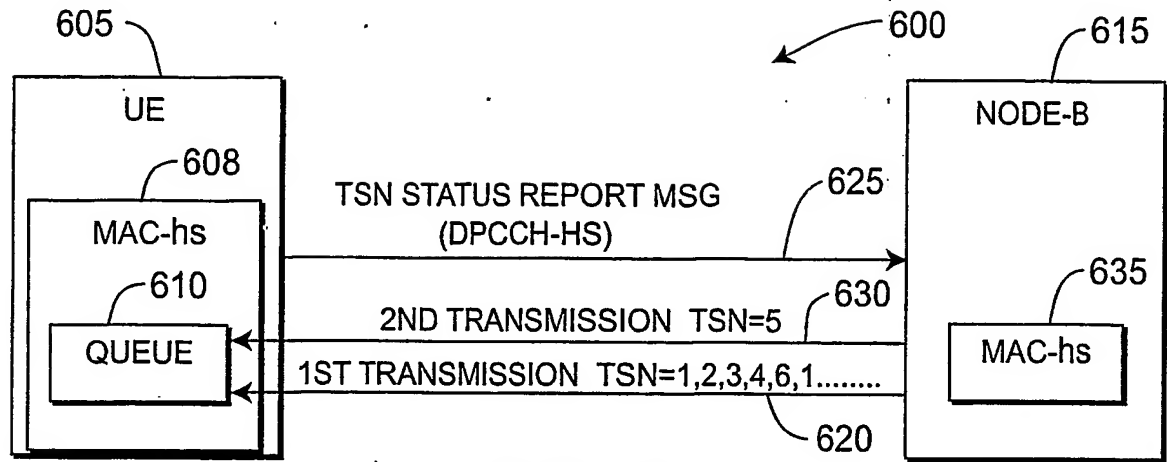 605
600
615
UE
NODE-B
608
TSN STATUS REPORT MSG
(DPCCH-HS)
625
MAC-hs
610
635
2ND TRANSMISSION TSN=5
630
QUEUE
MAC-hs
1ST TRANSMISSION TSN=1,2,3,4,6,1........
620